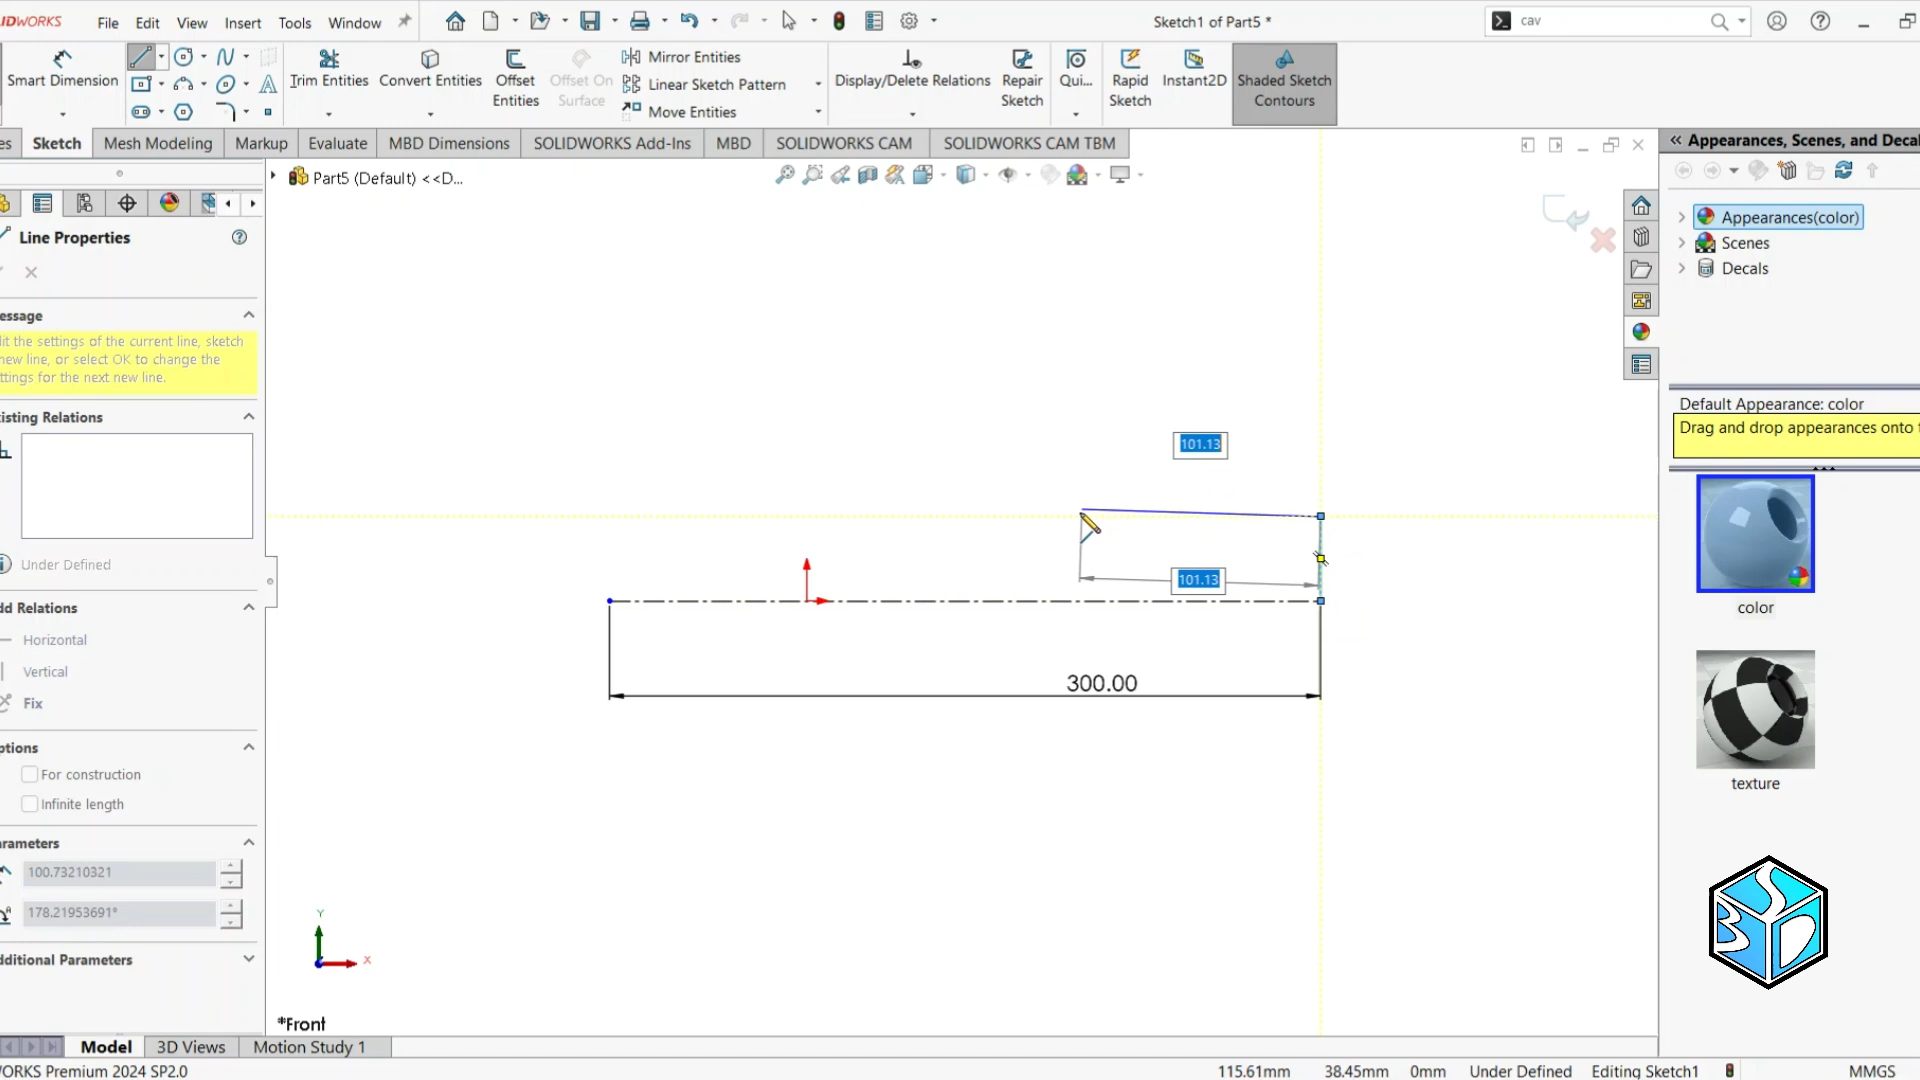 IDWORKS
File
Edit
View
Insert
Tools
Window
Sketch1 of Part5 *
cav
Smart Dimension
Trim Entities
Convert Entities
Offset
Entities
Offset On
Surface
Mirror Entities
Linear Sketch Pattern
Move Entities
Display/Delete Relations
Repair
Sketch
Qui...
Rapid
Sketch
Instant2D
Shaded Sketch
Contours
es
Sketch
Mesh Modeling
Markup
Evaluate
MBD Dimensions
SOLIDWORKS Add-Ins
MBD
SOLIDWORKS CAM
SOLIDWORKS CAM TBM
Part5 (Default) <<D...
Line Properties
essage
dit the settings of the current line, sketch
new line, or select OK to change the
ttings for the next new line.
xisting Relations
Under Defined
dd Relations
Horizontal
Vertical
Fix
ptions
For construction
Infinite length
arameters
100.73210321
178.21953691°
dditional Parameters
101.13
101.13
300.00
Y
X
*Front
Appearances, Scenes, and Decal
Appearances(color)
Scenes
Decals
Default Appearance: color
Drag and drop appearances onto t
color
texture
3SD
Model
3D Views
Motion Study 1
WORKS Premium 2024 SP2.0
115.61mm
38.45mm
0mm
Under Defined
Editing Sketch1
MMGS